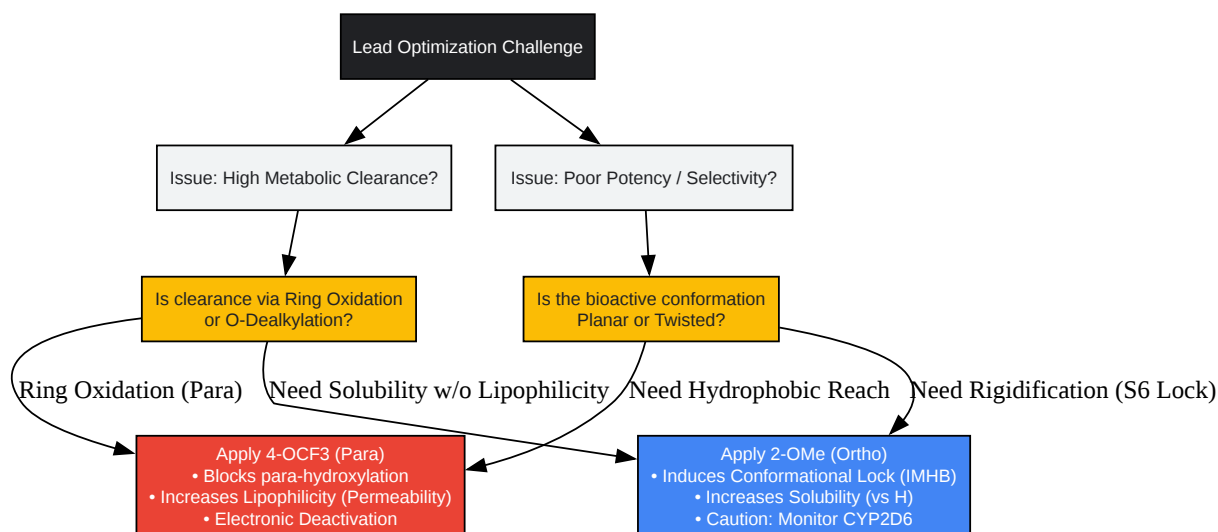 Lead Optimization Challenge
Issue: High Metabolic Clearance?
Issue: Poor Potency / Selectivity?
Is clearance via Ring Oxidation
or O-Dealkylation?
Is the bioactive conformation
Planar or Twisted?
Ring Oxidation (Para)
Need Solubility w/o Lipophilicity
Need Hydrophobic Reach
Need Rigidification (S6 Lock)
Apply 4-OCF3 (Para)
• Blocks para-hydroxylation
• Increases Lipophilicity (Permeability)
• Electronic Deactivation
Apply 2-OMe (Ortho)
• Induces Conformational Lock (IMHB)
• Increases Solubility (vs H)
• Caution: Monitor CYP2D6